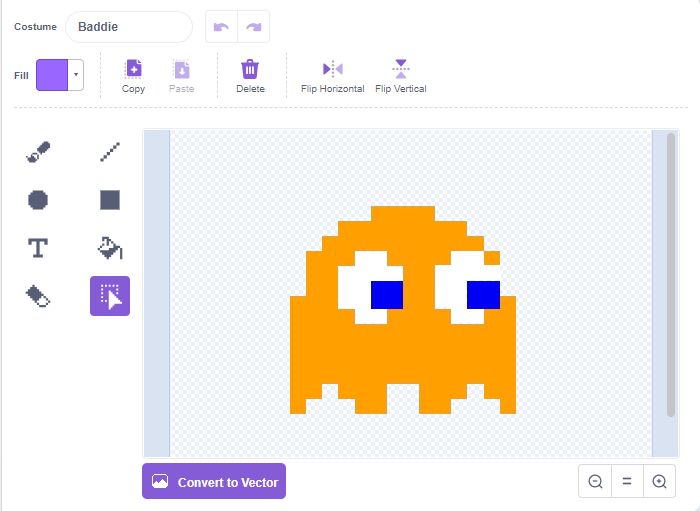 Costume
Baddie
Fill
Copy
Paste
Delete
Flip Horizontal
Flip Vertical
T
Convert to Vector